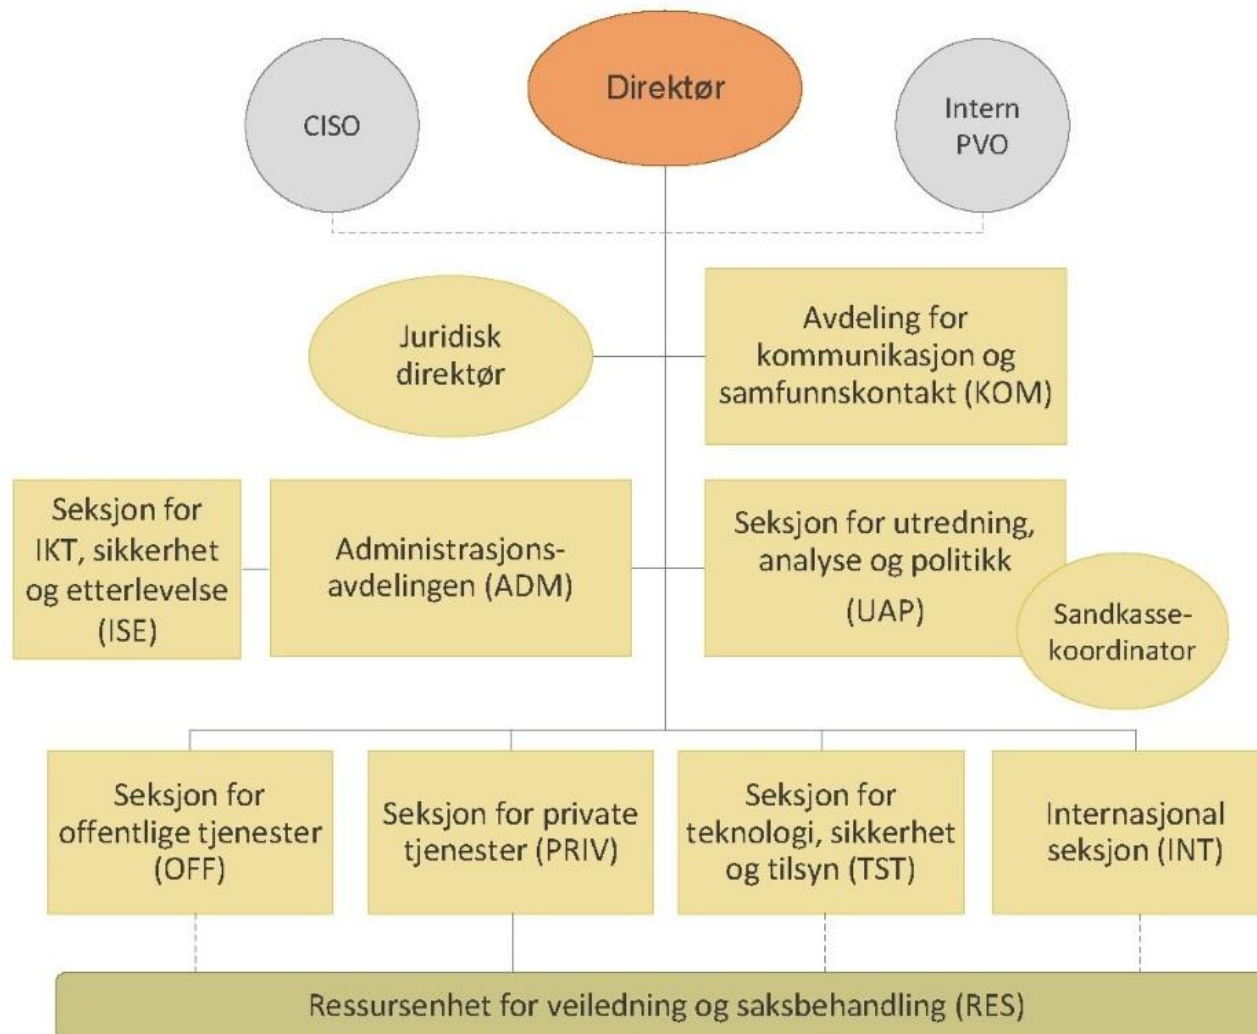 Direktør
CISO
Intern
PVO
Juridisk
direktør
Avdeling for
kommunikasjon og
samfunnskontakt (KOM)
Seksjon for
IKT, sikkerhet
og etterlevelse
(ISE)
Administrasjons-
avdelingen (ADM)
Seksjon for utredning,
analyse og politikk
(UAP)
Sandkasse-
koordinator
Seksjon for
offentlige tjenester
(OFF)
Seksjon for private
tjenester (PRIV)
Seksjon for
teknologi, sikkerhet
og tilsyn (TST)
Internasjonal
seksjon (INT)
Ressursenhet for veiledning og saksbehandling (RES)